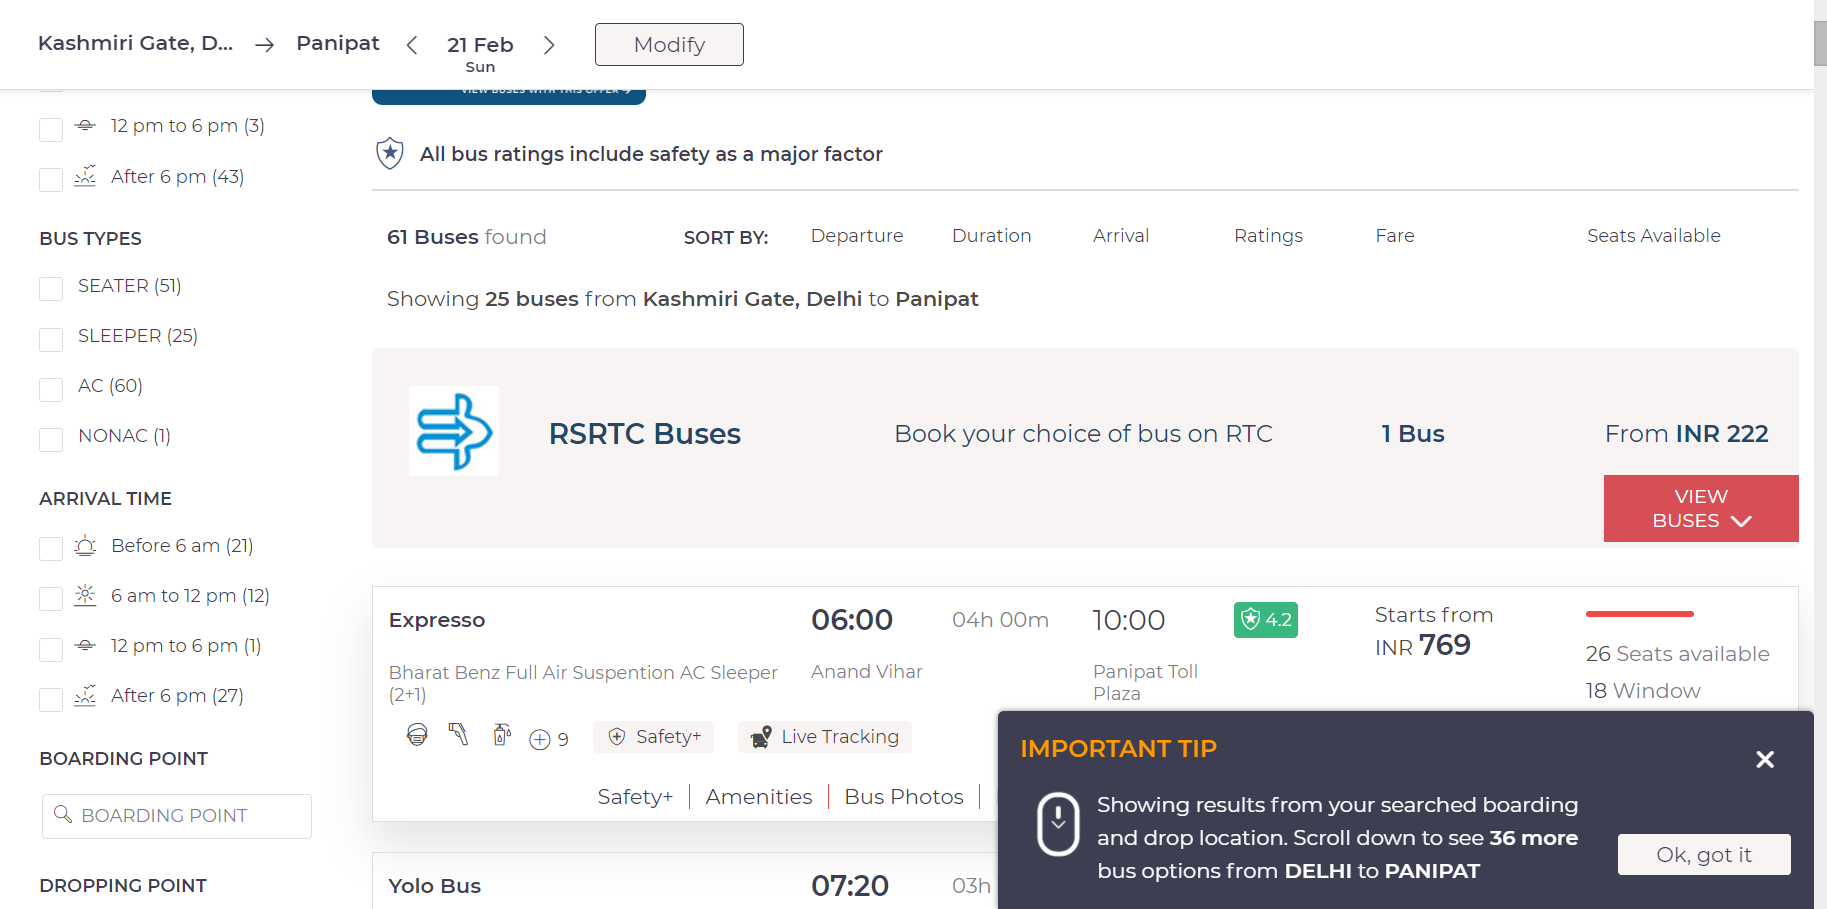 Kashmiri Gate, D... → Panipat < 21 Feb > Modify
Sun
VIEW BUSES WITH THIS OFFER →
12 pm to 6 pm (3)
After 6 pm (43)
BUS TYPES
SEATER (51)
SLEEPER (25)
AC (60)
NONAC (1)
ARRIVAL TIME
Before 6 am (21)
6 am to 12 pm (12)
12 pm to 6 pm (1)
After 6 pm (27)
BOARDING POINT
BOARDING POINT
DROPPING POINT
All bus ratings include safety as a major factor
61 Buses found SORT BY: Departure Duration Arrival Ratings Fare Seats Available
Showing 25 buses from Kashmiri Gate, Delhi to Panipat
RSRTC Buses Book your choice of bus on RTC 1 Bus From INR 222
VIEW
BUSES
Expresso 06:00 04h 00m 10:00 4.2 Starts from
INR 769
26 Seats available
Bharat Benz Full Air Suspention AC Sleeper Anand Vihar Panipat Toll
(2+1) Plaza
18 Window
9 Safety+ Live Tracking
Safety+ | Amenities | Bus Photos |
Yolo Bus 07:20 03h
IMPORTANT TIP
Showing results from your searched boarding
and drop location. Scroll down to see 36 more
bus options from DELHI to PANIPAT
Ok, got it